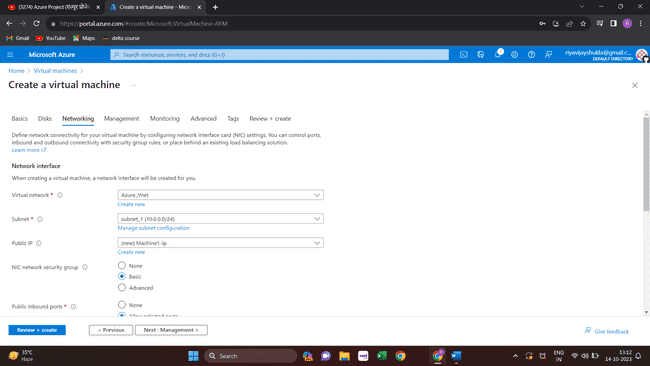 (3274) Azure Project (एज़्यूर प्रोजे
Create a virtual machine - Micro
https://portal.azure.com/#create/Microsoft.VirtualMachine-ARM
Gmail YouTube Maps delta course
Microsoft Azure
Search resources, services, and docs (G+/)
riyavijayshukla@gmail.c...
DEFAULT DIRECTORY
Home > Virtual machines >
Create a virtual machine ...
Basics Disks Networking Management Monitoring Advanced Tags Review + create
Define network connectivity for your virtual machine by configuring network interface card (NIC) settings. You can control ports,
inbound and outbound connectivity with security group rules, or place behind an existing load balancing solution.
Learn more
Network interface
When creating a virtual machine, a network interface will be created for you.
Virtual network * Azure_Vnet
Create new
Subnet * subnet_1 (10.0.0.0/24)
Manage subnet configuration
Public IP (new) Machine1-ip
Create new
NIC network security group None
Basic
Advanced
Public inbound ports * None
Allow selected ports
Review + create < Previous Next : Management > Give feedback
35°C
Haze
Search
ENG
IN
13:12
14-10-2023